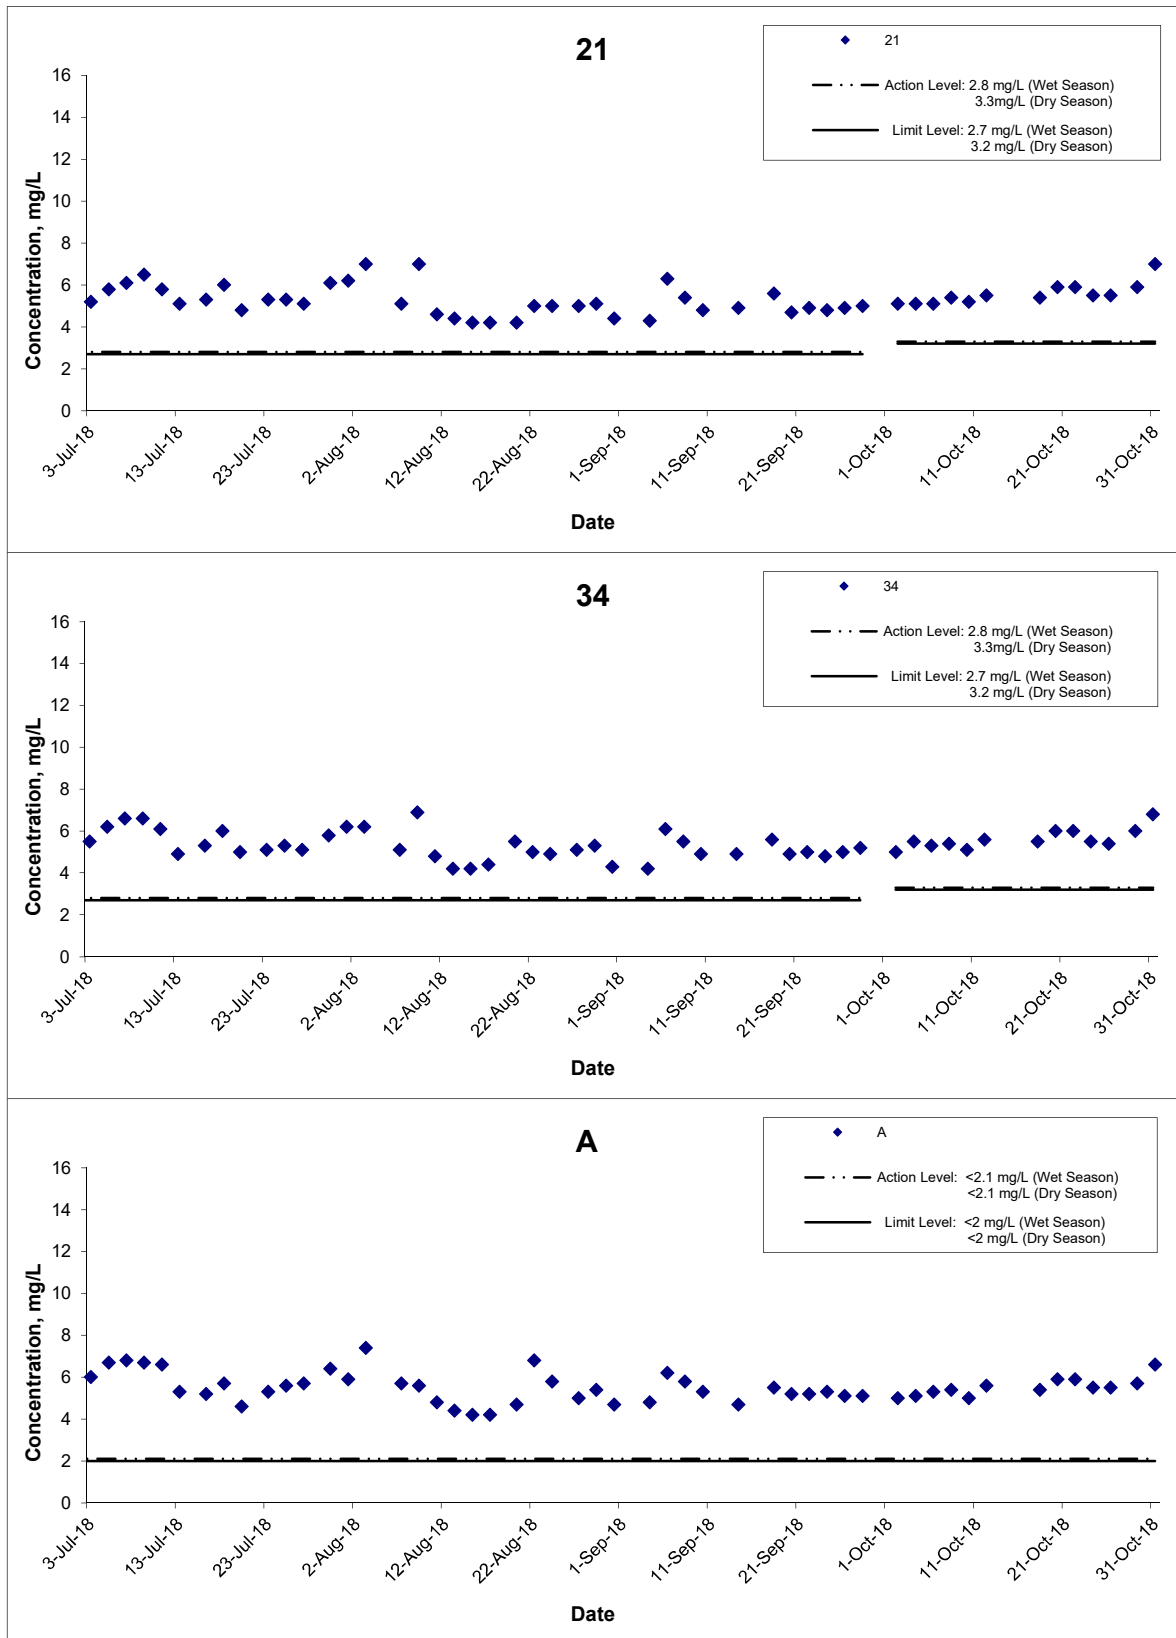 21
21
Action Level: 2.8 mg/L (Wet Season)
3.3mg/L (Dry Season)
Limit Level: 2.7 mg/L (Wet Season)
3.2 mg/L (Dry Season)
Concentration, mg/L
16
14
12
10
8
6
4
2
0
3-Jul-18
13-Jul-18
23-Jul-18
2-Aug-18
12-Aug-18
22-Aug-18
1-Sep-18
11-Sep-18
21-Sep-18
1-Oct-18
11-Oct-18
21-Oct-18
31-Oct-18
Date
34
34
Action Level: 2.8 mg/L (Wet Season)
3.3mg/L (Dry Season)
Limit Level: 2.7 mg/L (Wet Season)
3.2 mg/L (Dry Season)
Concentration, mg/L
16
14
12
10
8
6
4
2
0
3-Jul-18
13-Jul-18
23-Jul-18
2-Aug-18
12-Aug-18
22-Aug-18
1-Sep-18
11-Sep-18
21-Sep-18
1-Oct-18
11-Oct-18
21-Oct-18
31-Oct-18
Date
A
A
Action Level: <2.1 mg/L (Wet Season)
<2.1 mg/L (Dry Season)
Limit Level: <2 mg/L (Wet Season)
<2 mg/L (Dry Season)
Concentration, mg/L
16
14
12
10
8
6
4
2
0
3-Jul-18
13-Jul-18
23-Jul-18
2-Aug-18
12-Aug-18
22-Aug-18
1-Sep-18
11-Sep-18
21-Sep-18
1-Oct-18
11-Oct-18
21-Oct-18
31-Oct-18
Date